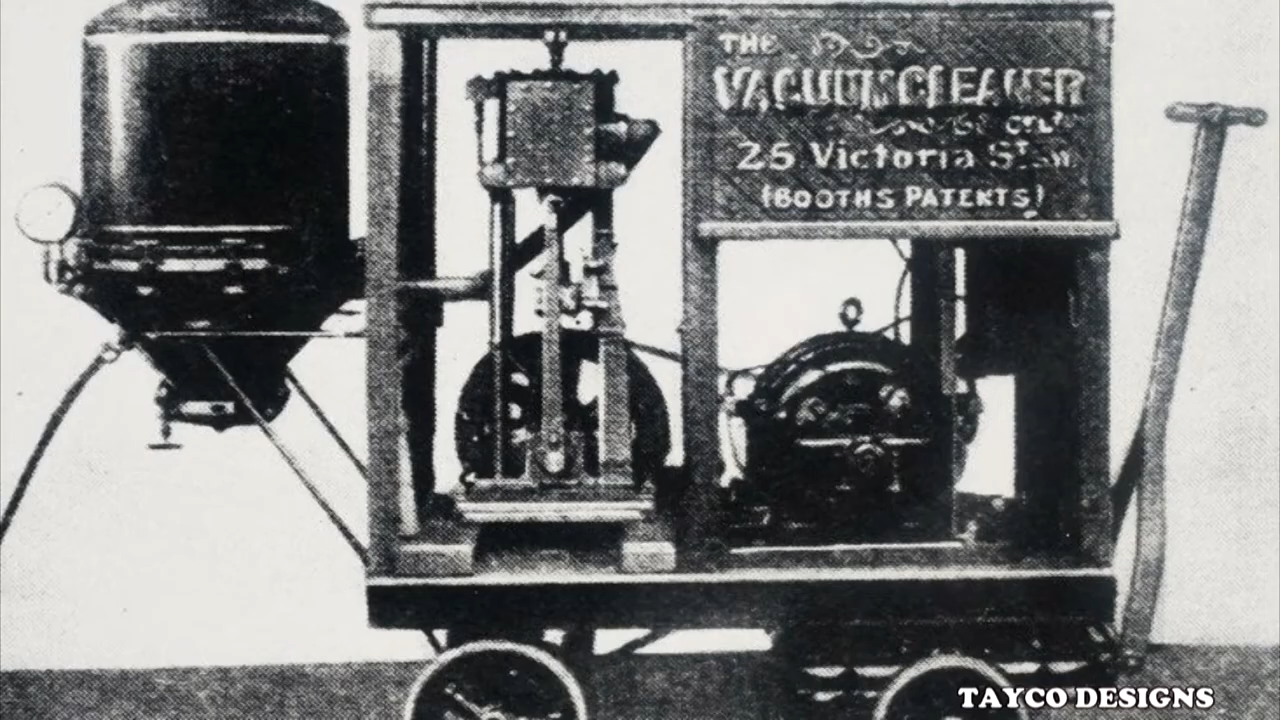 THE
VACUUM CLEANER
CO. LTD
25 Victoria St. S.W.
(BOOTHS PATENTS)
TAYCO DESIGNS